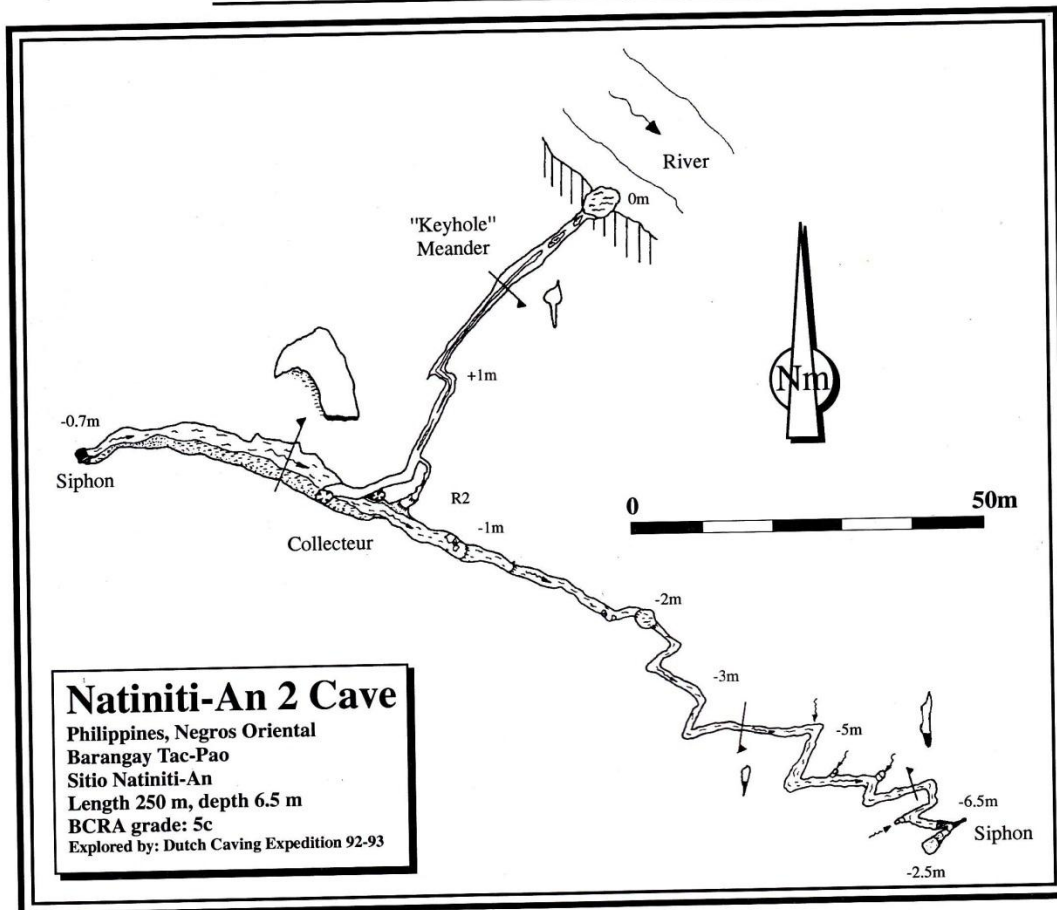 River
0m
"Keyhole"
Meander
+1m
-0.7m
Siphon
Nm
R2
0
50m
-1m
Collecteur
-2m
-3m
-5m
-6.5m
Siphon
-2.5m
Natiniti-An 2 Cave
Philippines, Negros Oriental
Barangay Tac-Pao
Sitio Natiniti-An
Length 250 m, depth 6.5 m
BCRA grade: 5c
Explored by: Dutch Caving Expedition 92-93